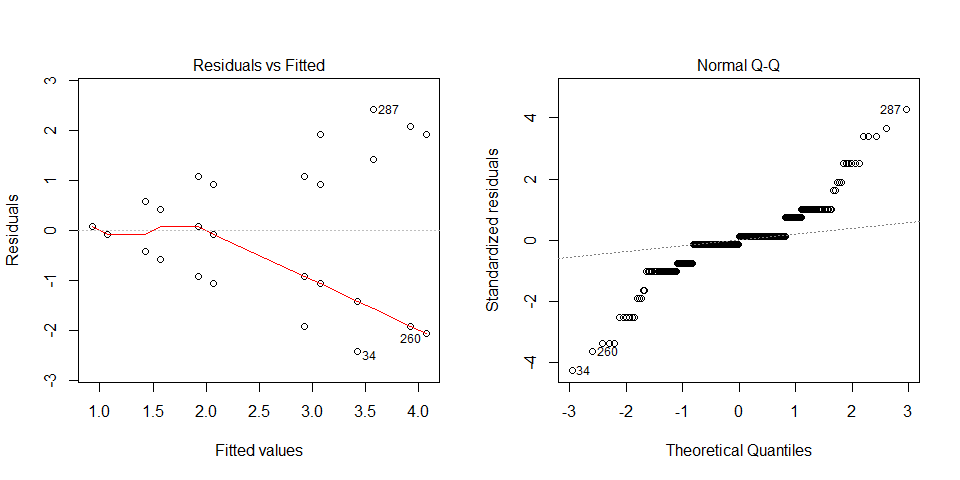 Residuals vs Fitted
Residuals
3
2
1
0
-1
-2
-3
287
260
34
1.0 1.5 2.0 2.5 3.0 3.5 4.0
Fitted values
Normal Q-Q
Standardized residuals
4
2
0
-2
-4
287
260
34
-3 -2 -1 0 1 2 3
Theoretical Quantiles